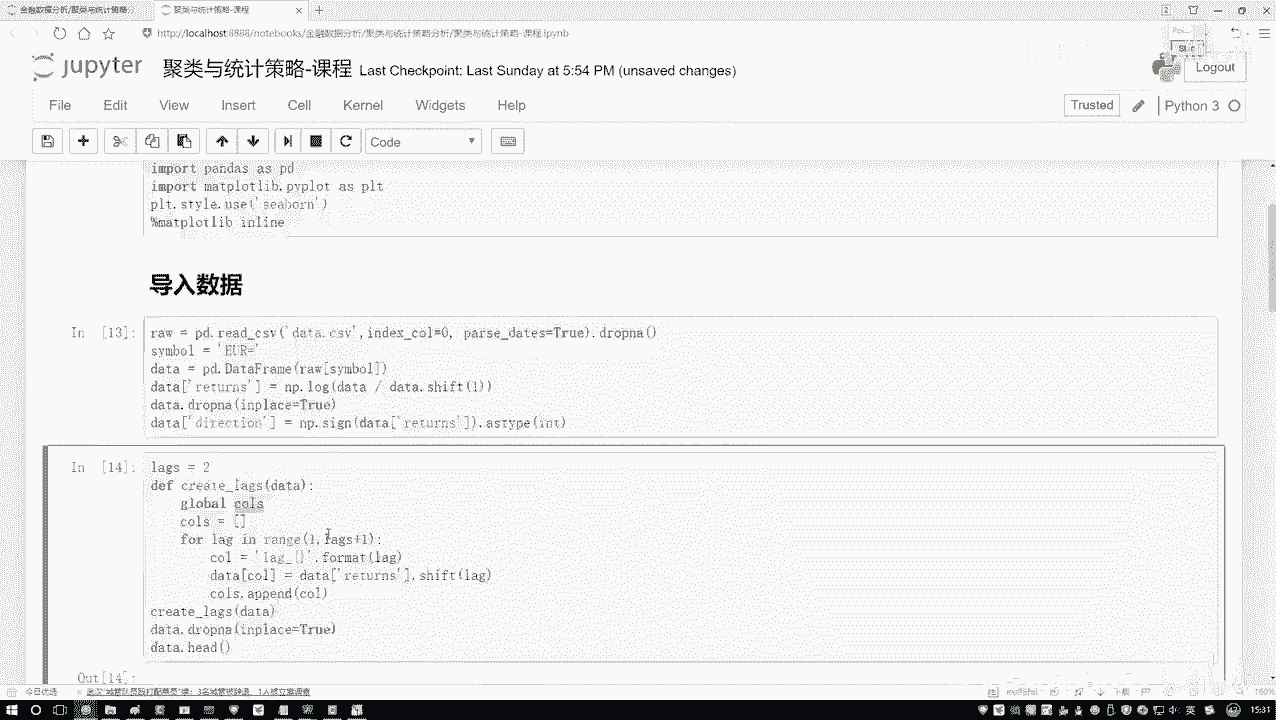 金融数据分析/聚类与统计策略分
聚类与统计策略-课程
http://localhost:8888/notebooks/金融数据分析/聚类与统计策略分析/聚类与统计策略-课程.ipynb
jupyter 聚类与统计策略-课程 Last Checkpoint: Last Sunday at 5:54 PM (unsaved changes)
Logout
File Edit View Insert Cell Kernel Widgets Help
Trusted Python 3
Code
import pandas as pd
import matplotlib.pyplot as plt
plt.style.use('seaborn')
%matplotlib inline
导入数据
In [13]:
raw = pd.read_csv('data.csv',index_col=0, parse_dates=True).dropna()
symbol = 'EUR='
data = pd.DataFrame(raw[symbol])
data['returns'] = np.log(data / data.shift(1))
data.dropna(inplace=True)
data['direction'] = np.sign(data['returns']).astype(int)
In [14]:
lags = 2
def create_lags(data):
global cols
cols = []
for lag in range(1,lags+1):
col = 'lag_{}'.format(lag)
data[col] = data['returns'].shift(lag)
cols.append(col)
create_lags(data)
data.dropna(inplace=True)
data.head()
Out[14]:
今日优选
下载
160%
英
15:31